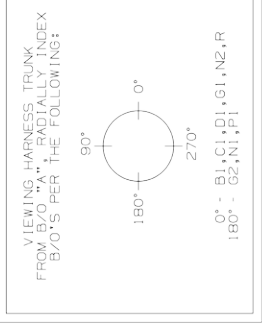 VIEWING HARNESS TRUNK
FROM B/O "A", RADIALLY INDEX
B/O'S PER THE FOLLOWING:
0°
90°
270°
180°
0° - B1,C1,D1,G1,N2,R
180° - G2,N1,P1